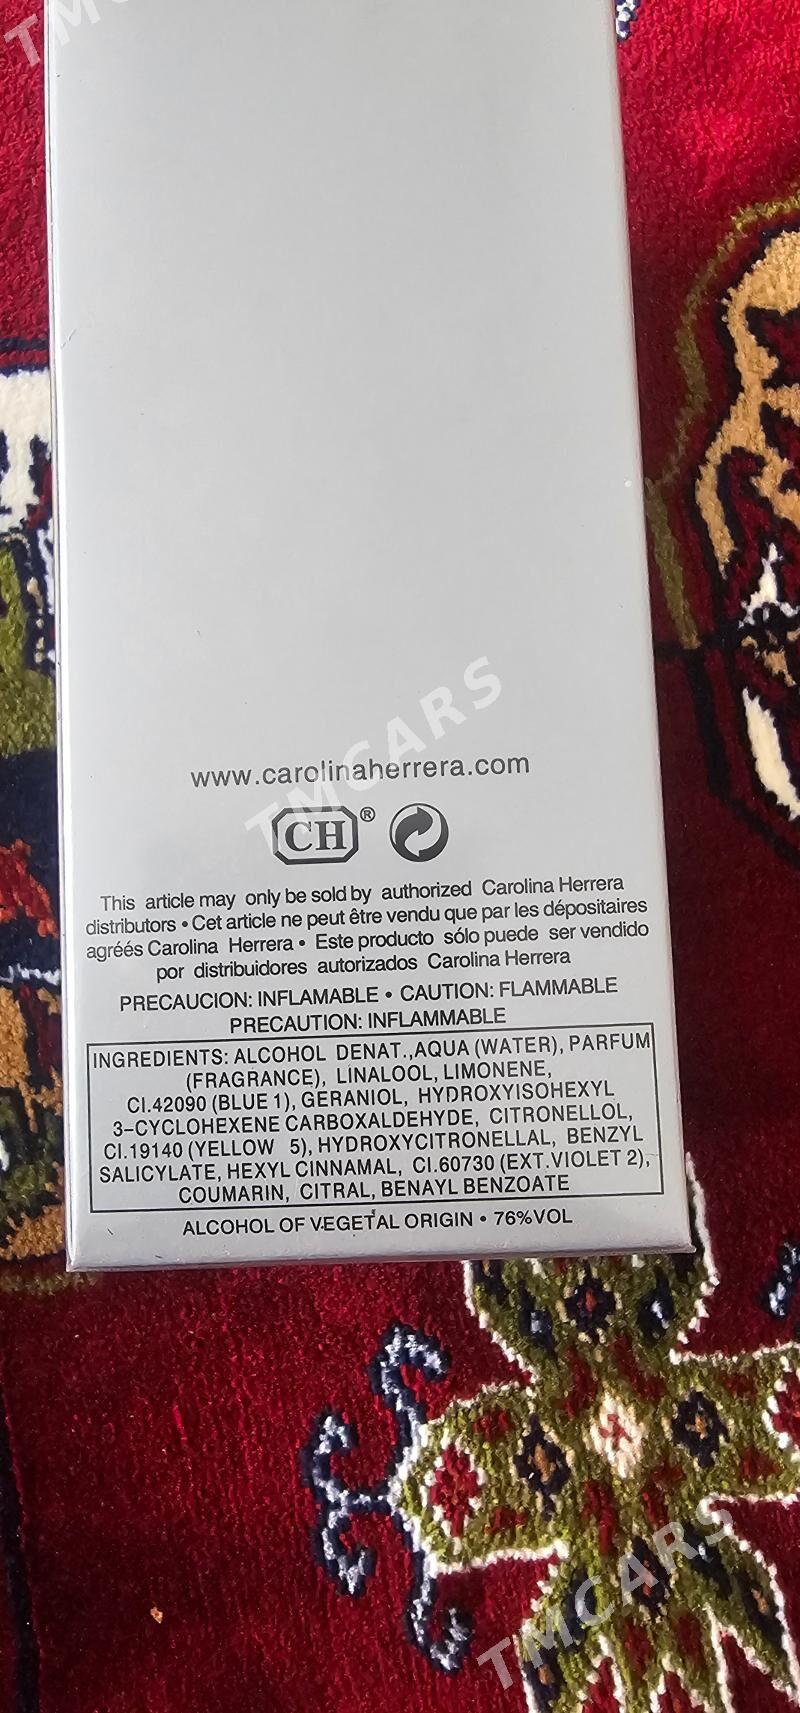 TMCARS
www.carolinaherrera.com
TMCARS
CH®
This article may only be sold by authorized Carolina Herrera
distributors • Cet article ne peut être vendu que par les dépositaires
agréés Carolina Herrera • Este producto sólo puede ser vendido
por distribuidores autorizados Carolina Herrera
PRECAUCION: INFLAMABLE • CAUTION: FLAMMABLE
PRECAUTION: INFLAMMABLE
INGREDIENTS: ALCOHOL DENAT.,AQUA (WATER), PARFUM
(FRAGRANCE), LINALOOL, LIMONENE,
CI.42090 (BLUE 1), GERANIOL, HYDROXYISOHEXYL
3-CYCLOHEXENE CARBOXALDEHYDE, CITRONELLOL,
CI.19140 (YELLOW 5), HYDROXYCITRONELLAL, BENZYL
SALICYLATE, HEXYL CINNAMAL, CI.60730 (EXT.VIOLET 2),
COUMARIN, CITRAL, BENAYL BENZOATE
ALCOHOL OF VEGETAL ORIGIN • 76%VOL
TMCARS